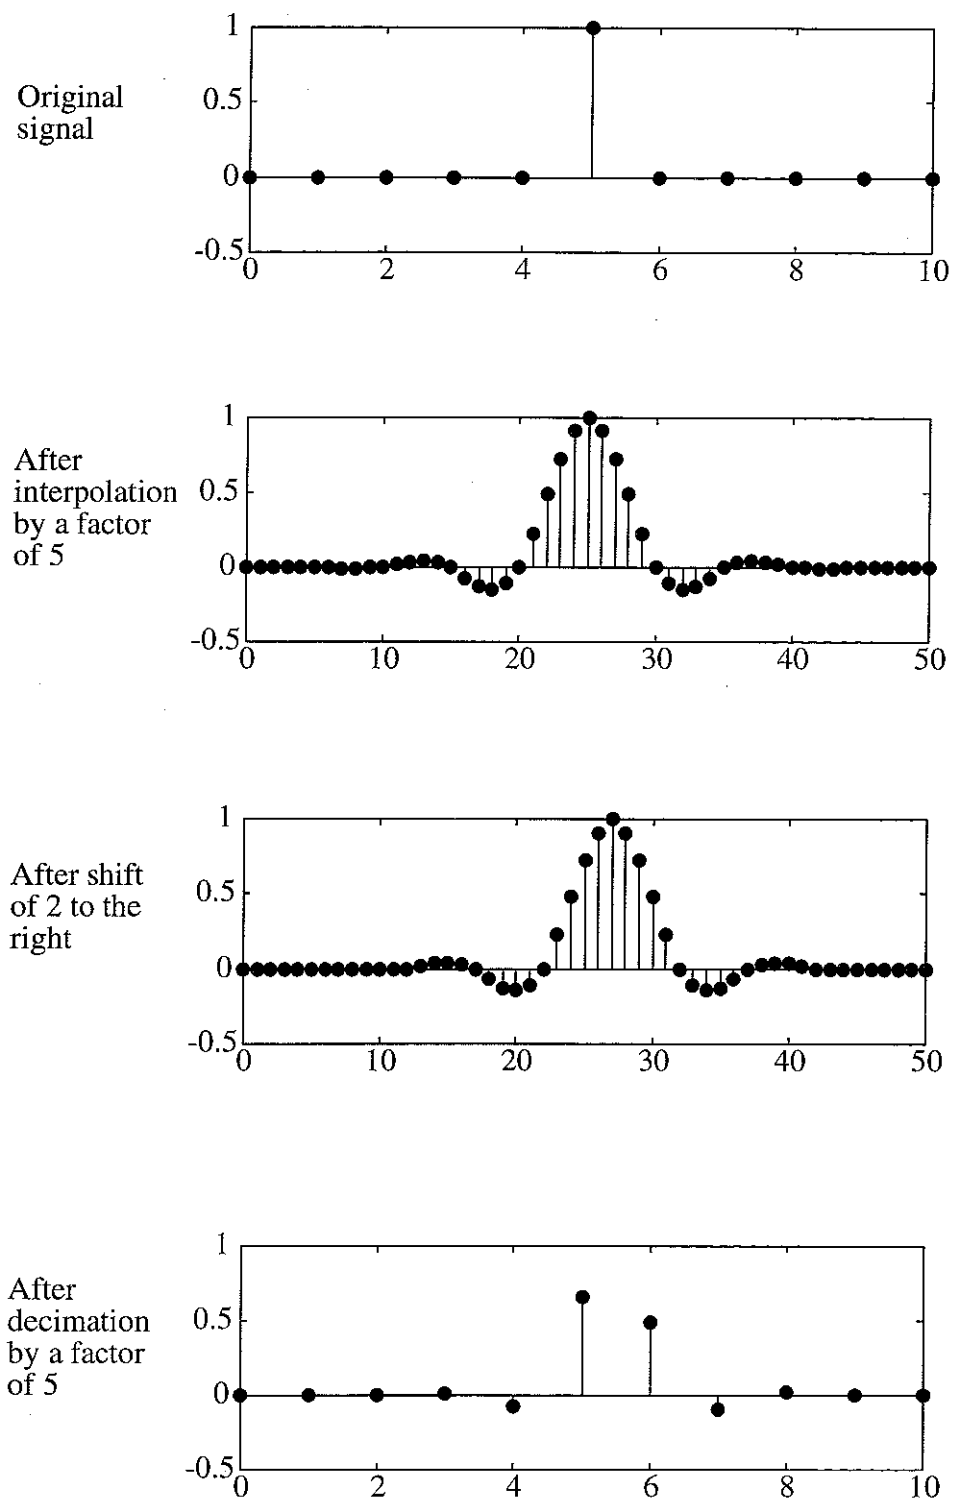 Original
signal
1
0.5
0
-0.5
0 2 4 6 8 10
After
interpolation
by a factor
of 5
1
0.5
0
-0.5
0 10 20 30 40 50
After shift
of 2 to the
right
1
0.5
0
-0.5
0 10 20 30 40 50
After
decimation
by a factor
of 5
1
0.5
0
-0.5
0 2 4 6 8 10